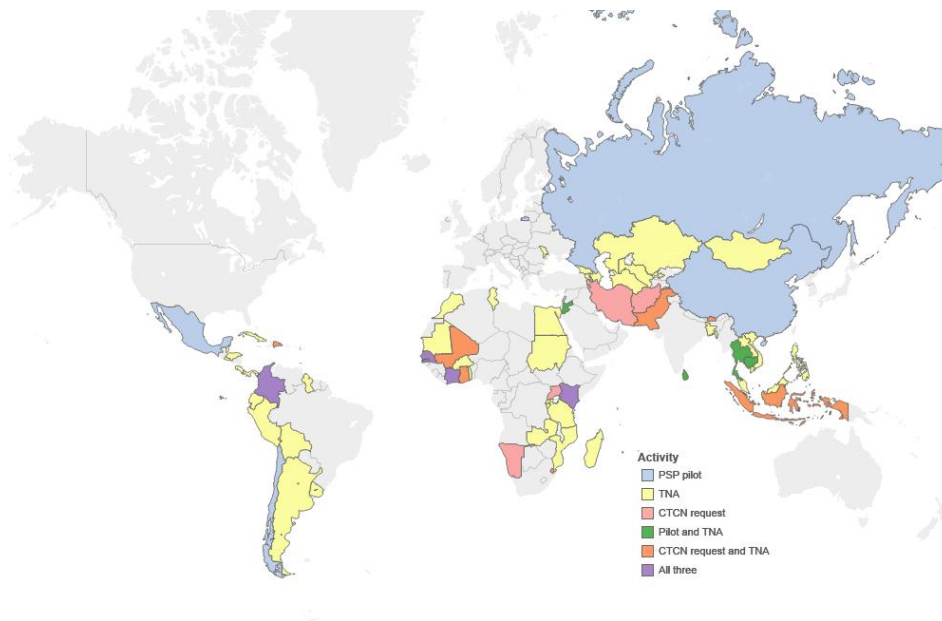 Activity
PSP pilot
TNA
CTCN request
Pilot and TNA
CTCN request and TNA
All three